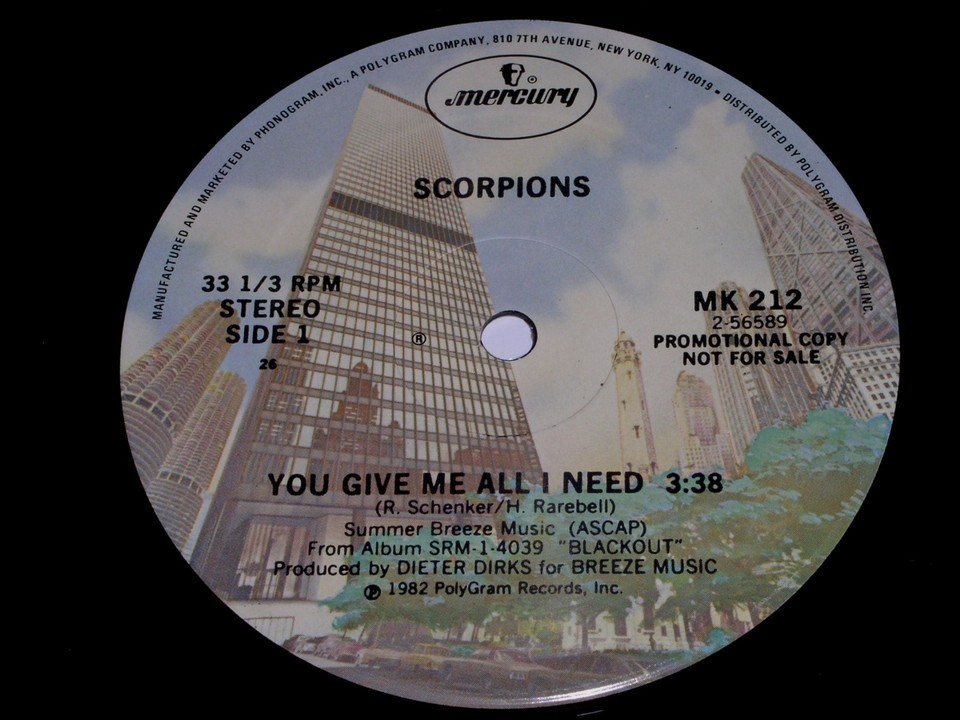 MANUFACTURED AND MARKETED BY PHONOGRAM, INC., A POLYGRAM COMPANY, 810 7TH AVENUE, NEW YORK, NY 10019 • DISTRIBUTED BY POLYGRAM DISTRIBUTION INC.
mercury ®
SCORPIONS
33 1/3 RPM
STEREO
SIDE 1
26
®
MK 212
2-56589
PROMOTIONAL COPY
NOT FOR SALE
YOU GIVE ME ALL I NEED 3:38
(R. Schenker/H. Rarebell)
Summer Breeze Music (ASCAP)
From Album SRM-1-4039 "BLACKOUT"
Produced by DIETER DIRKS for BREEZE MUSIC
℗ 1982 PolyGram Records, Inc.